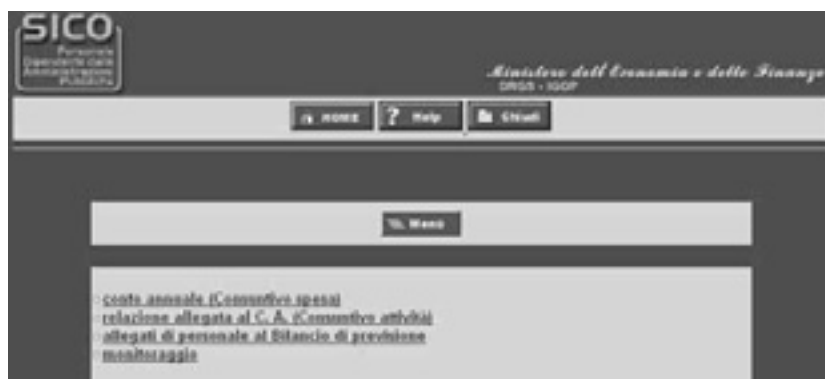 SICO
Personale
Dipendente dalle
Amministrazioni
Pubbliche
Ministero dell'Economia e delle Finanze
DRGS - IGOP
HOME
? Help
Chiudi
Menù
conto annuale (Consuntivo spesa)
relazione allegata al C. A. (Consuntivo attività)
allegati di personale al Bilancio di previsione
monitoraggio